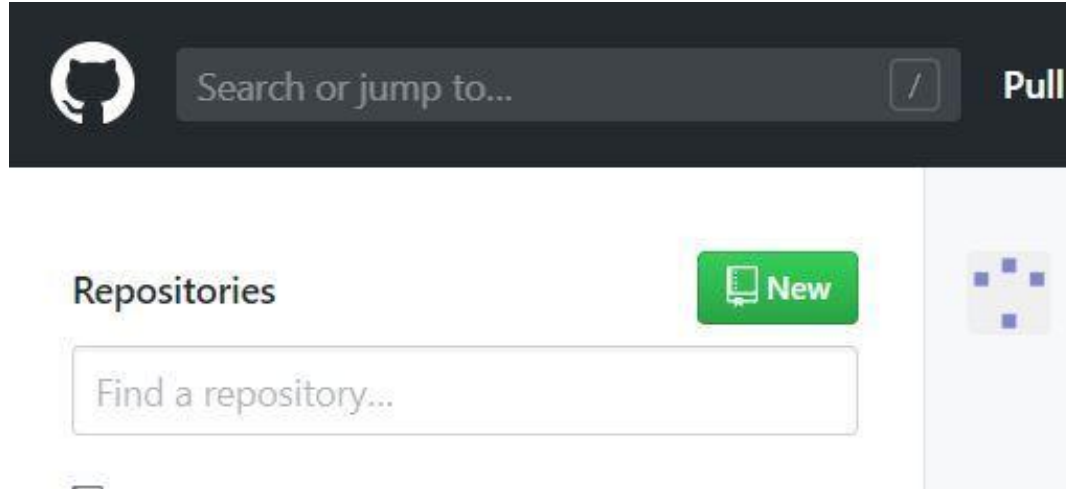 Search or jump to... / Pull
Repositories New
Find a repository...